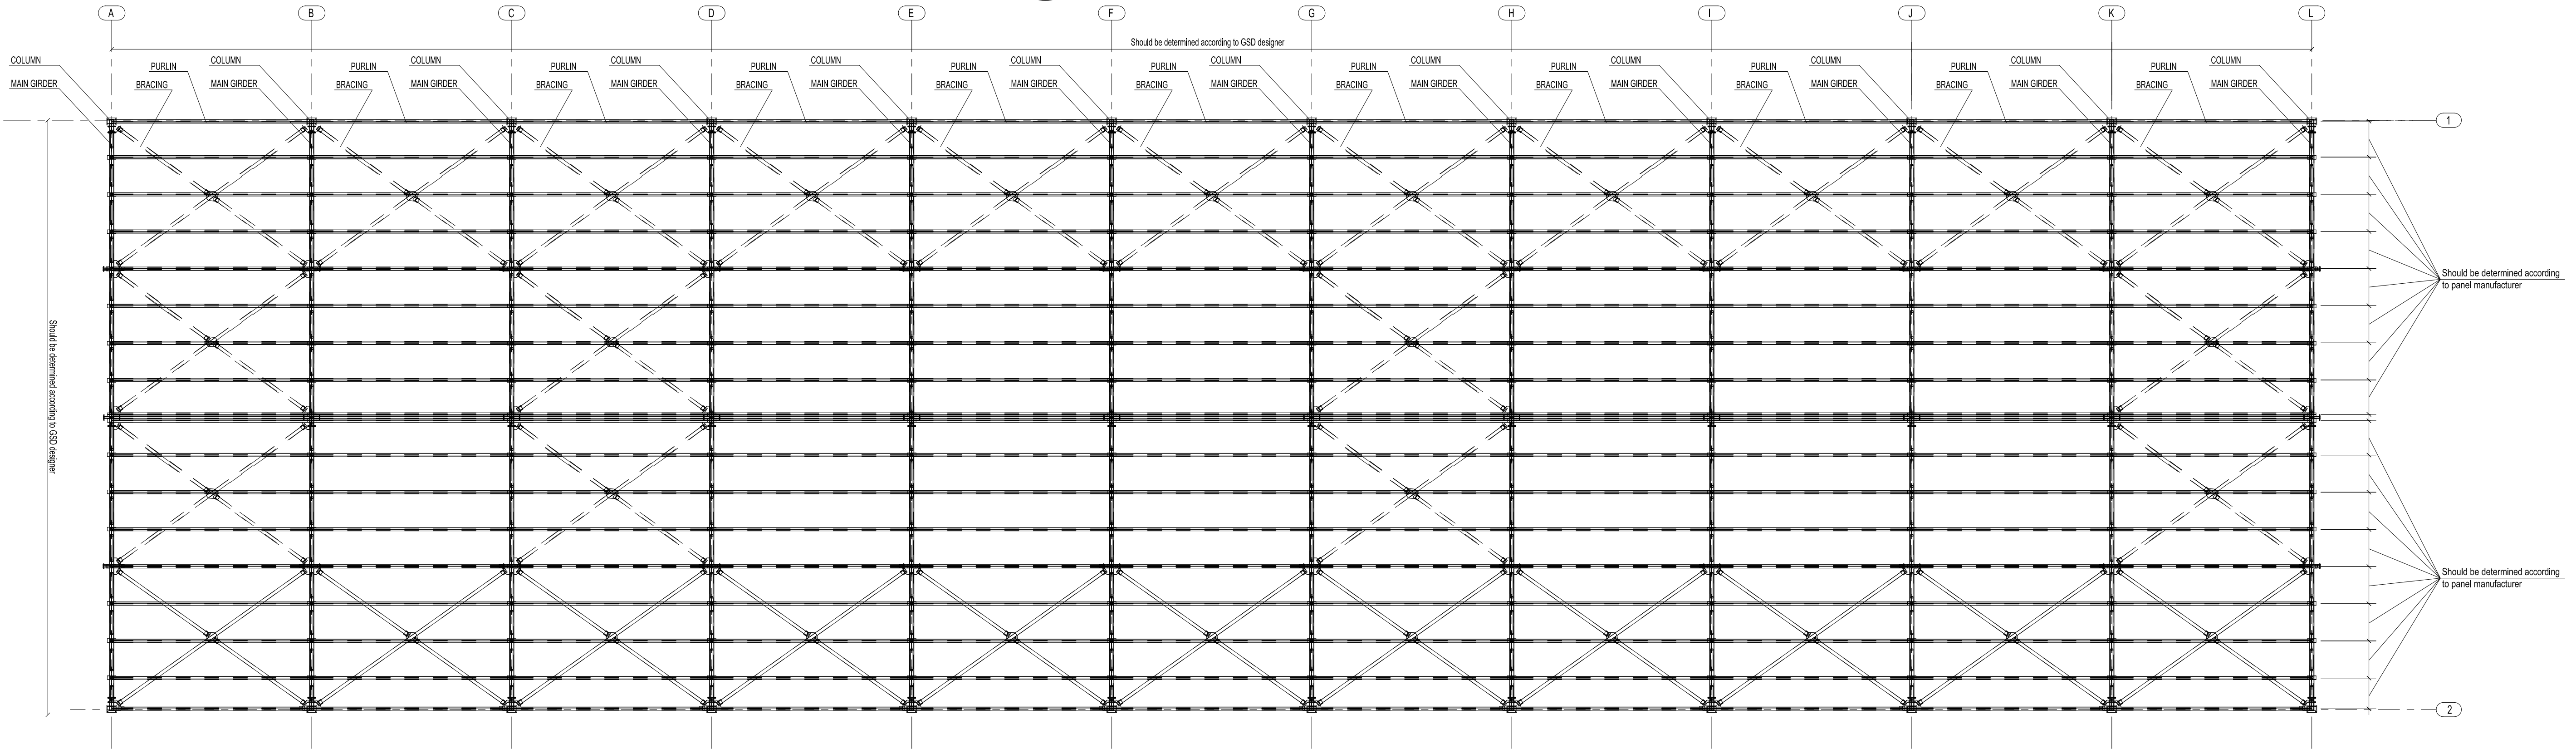 A B C D E F G H I J K L
Should be determined according to GSD designer
COLUMN COLUMN COLUMN COLUMN COLUMN COLUMN COLUMN COLUMN COLUMN COLUMN COLUMN COLUMN
PURLIN PURLIN PURLIN PURLIN PURLIN PURLIN PURLIN PURLIN PURLIN PURLIN PURLIN
MAIN GIRDER BRACING MAIN GIRDER BRACING MAIN GIRDER BRACING MAIN GIRDER BRACING MAIN GIRDER BRACING MAIN GIRDER BRACING MAIN GIRDER BRACING MAIN GIRDER BRACING MAIN GIRDER BRACING MAIN GIRDER BRACING MAIN GIRDER BRACING MAIN GIRDER
1
Should be determined according
to panel manufacturer
Should be determined according to GSD designer
Should be determined according
to panel manufacturer
2